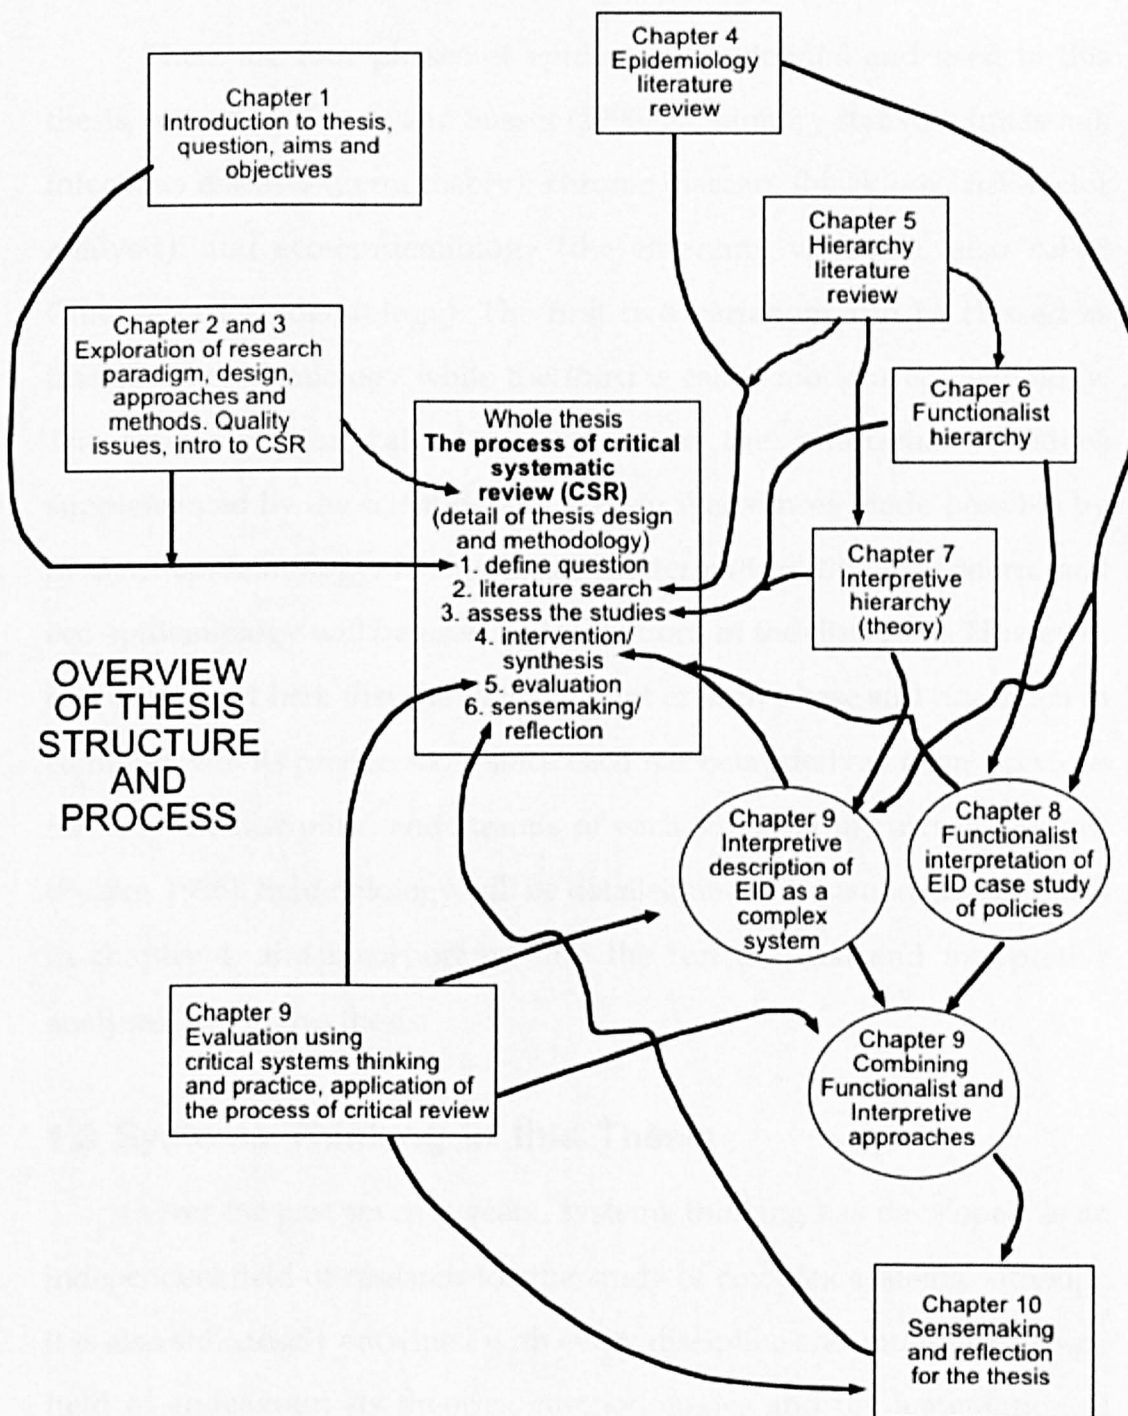 Chapter 4
Epidemiology
literature
review
Chapter 1
Introduction to thesis,
question, aims and
objectives
Chapter 5
Hierarchy
literature
review
Chapter 2 and 3
Exploration of research
paradigm, design,
approaches and
methods. Quality
issues, intro to CSR
Chaper 6
Functionalist
hierarchy
Whole thesis
The process of critical
systematic
review (CSR)
(detail of thesis design
and methodology)
1. define question
2. literature search
3. assess the studies
4. intervention/
synthesis
5. evaluation
6. sensemaking/
reflection
Chapter 7
Interpretive
hierarchy
(theory)
OVERVIEW
OF THESIS
STRUCTURE
AND
PROCESS
Chapter 9
Interpretive
description of
EID as a
complex
system
Chapter 8
Functionalist
interpretation of
EID case study
of policies
Chapter 9
Evaluation using
critical systems thinking
and practice, application of
the process of critical review
Chapter 9
Combining
Functionalist and
Interpretive
approaches
Chapter 10
Sensemaking
and reflection
for the thesis